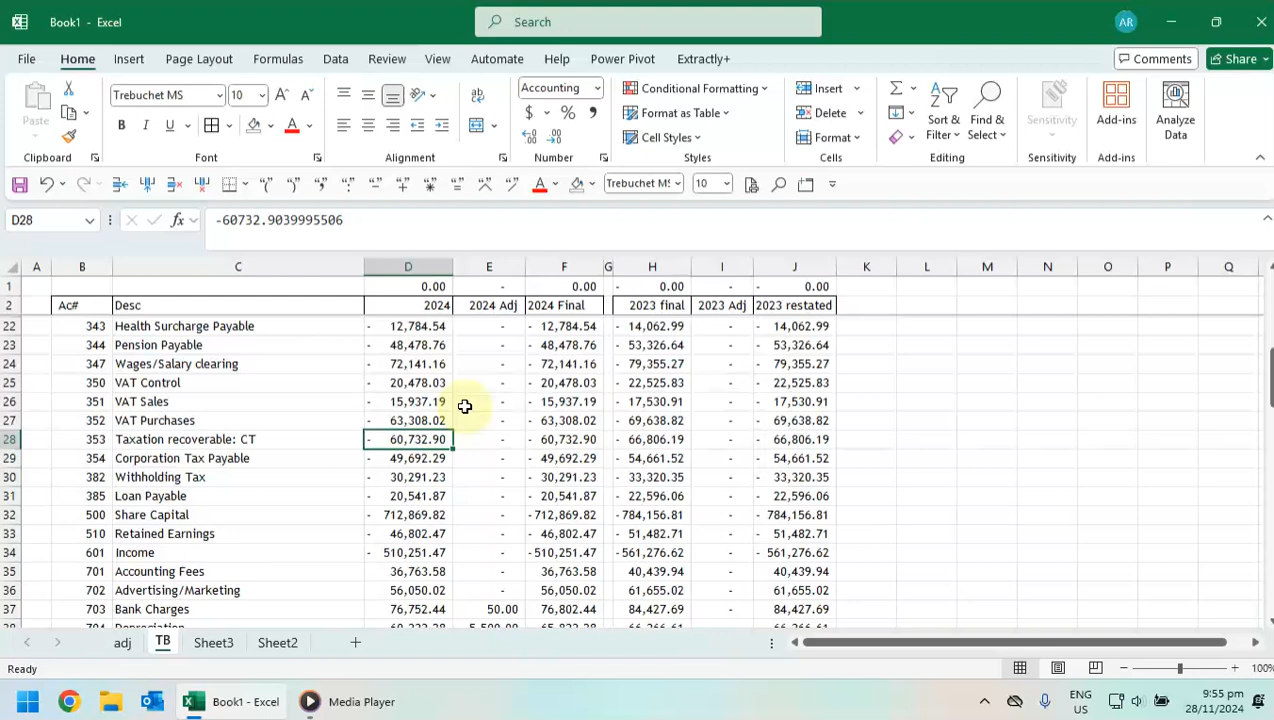 Book1 - Excel
Search
AR
File Home Insert Page Layout Formulas Data Review View Automate Help Power Pivot Extractly+
Comments Share
Paste
Trebuchet MS 10
Accounting
Conditional Formatting
Format as Table
Cell Styles
Insert
Delete
Format
Sort & Filter
Find & Select
Sensitivity
Add-ins
Analyze Data
Clipboard Font Alignment Number Styles Cells Editing Sensitivity Add-ins
Trebuchet MS 10
D28 fx -60732.9039995506
A B C D E F G H I J K L M N O P Q
1 0.00 - 0.00 - 0.00 - 0.00
2 Ac# Desc 2024 2024 Adj 2024 Final 2023 final 2023 Adj 2023 restated
22 343 Health Surcharge Payable - 12,784.54 - - 12,784.54 - 14,062.99 - - 14,062.99
23 344 Pension Payable - 48,478.76 - - 48,478.76 - 53,326.64 - - 53,326.64
24 347 Wages/Salary clearing - 72,141.16 - - 72,141.16 - 79,355.27 - - 79,355.27
25 350 VAT Control - 20,478.03 - - 20,478.03 - 22,525.83 - - 22,525.83
26 351 VAT Sales - 15,937.19 - - 15,937.19 - 17,530.91 - - 17,530.91
27 352 VAT Purchases - 63,308.02 - - 63,308.02 - 69,638.82 - - 69,638.82
28 353 Taxation recoverable: CT - 60,732.90 - - 60,732.90 - 66,806.19 - - 66,806.19
29 354 Corporation Tax Payable - 49,692.29 - - 49,692.29 - 54,661.52 - - 54,661.52
30 382 Withholding Tax - 30,291.23 - - 30,291.23 - 33,320.35 - - 33,320.35
31 385 Loan Payable - 20,541.87 - - 20,541.87 - 22,596.06 - - 22,596.06
32 500 Share Capital - 712,869.82 - -712,869.82 - 784,156.81 - - 784,156.81
33 510 Retained Earnings - 46,802.47 - - 46,802.47 - 51,482.71 - - 51,482.71
34 601 Income - 510,251.47 - -510,251.47 - 561,276.62 - - 561,276.62
35 701 Accounting Fees 36,763.58 - 36,763.58 40,439.94 - 40,439.94
36 702 Advertising/Marketing 56,050.02 - 56,050.02 61,655.02 - 61,655.02
37 703 Bank Charges 76,752.44 50.00 76,802.44 84,427.69 - 84,427.69
adj TB Sheet3 Sheet2
Ready 100%
Book1 - Excel Media Player
ENG
US
9:55 pm
28/11/2024